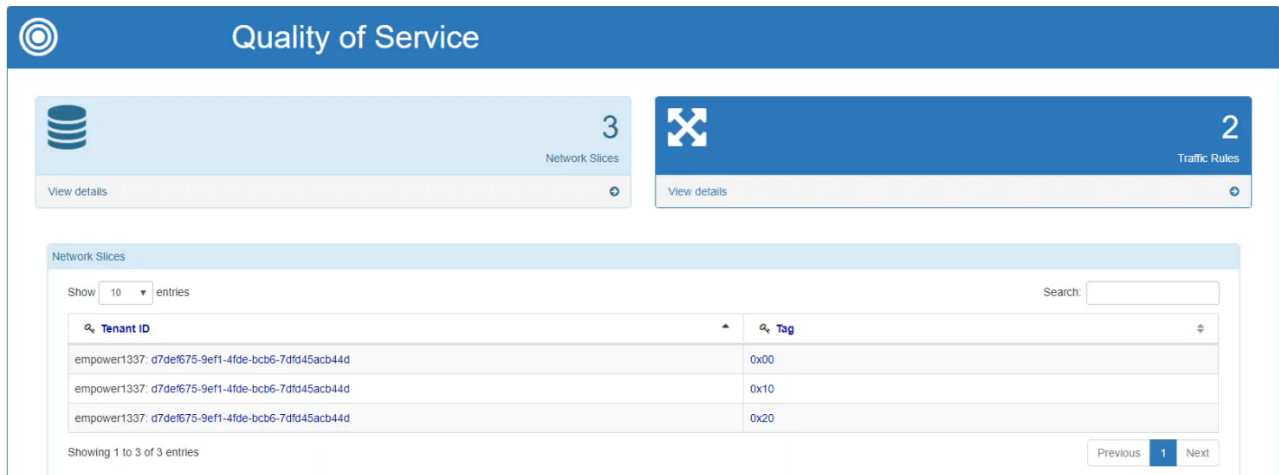 Quality of Service
3
Network Slices
View details
2
Traffic Rules
View details
Network Slices
Show 10 entries
Search:
Tenant ID Tag
empower1337: d7def675-9ef1-4fde-bcb6-7dfd45acb44d 0x00
empower1337: d7def675-9ef1-4fde-bcb6-7dfd45acb44d 0x10
empower1337: d7def675-9ef1-4fde-bcb6-7dfd45acb44d 0x20
Showing 1 to 3 of 3 entries
Previous 1 Next